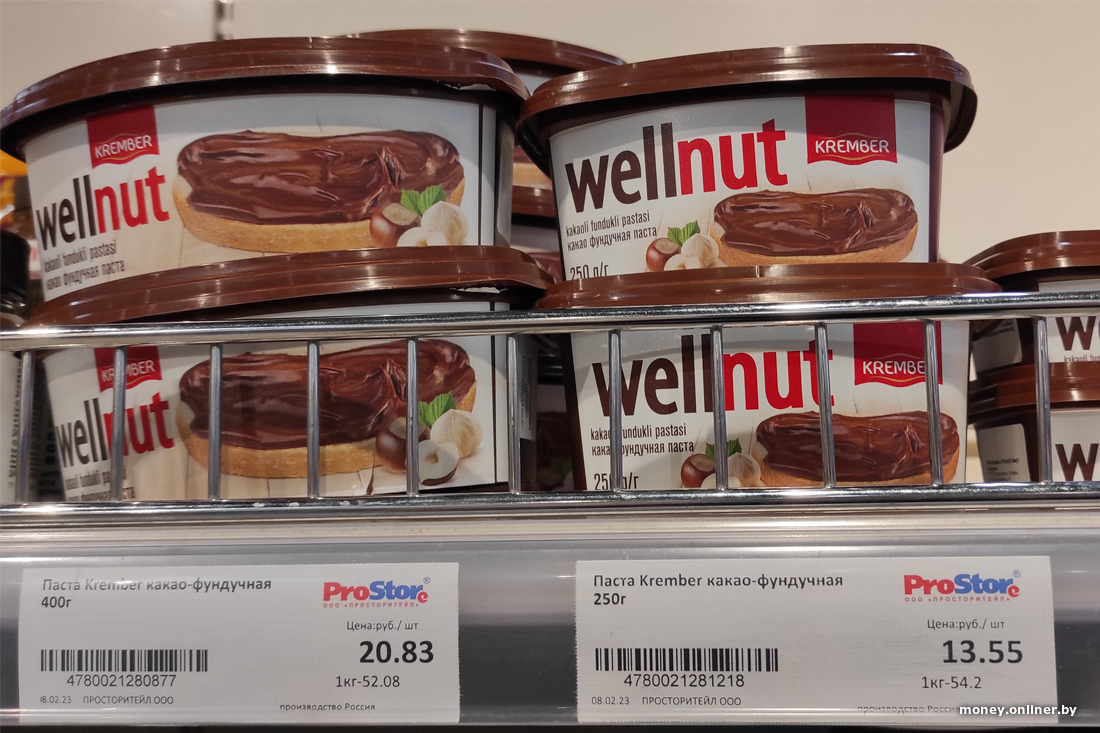 KREMBER
wellnut
kakaoli fundukli pastasi
какао фундучная паста
wellnut
KREMBER
kakaoli fundukli pastasi
какао фундучная паста
250 g/г
KREMBER
wellnut
kakaoli fundukli pastasi
wellnut
KREMBER
kakaoli fundukli pastasi
какао фундучная паста
250 g/г
Паста Krember какао-фундучная
400г
ProStore®
ООО «ПРОСТОРИТЕЙЛ»
Цена:руб./ шт
20.83
4780021280877
1кг-52.08
08.02.23 ПРОСТОРИТЕЙЛ ООО
производство Россия
Паста Krember какао-фундучная
250г
ProStore®
ООО «ПРОСТОРИТЕЙЛ»
Цена:руб./ шт
13.55
4780021281218
1кг-54.2
08.02.23 ПРОСТОРИТЕЙЛ ООО
производство Россия
money.onliner.by